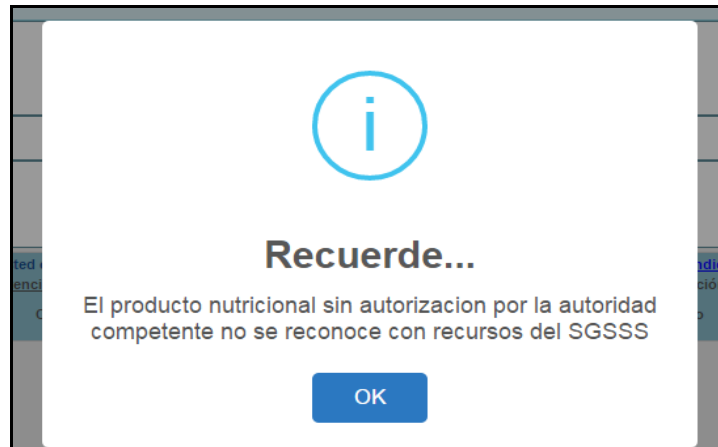 i
Recuerde...
El producto nutricional sin autorizacion por la autoridad
competente no se reconoce con recursos del SGSSS
OK